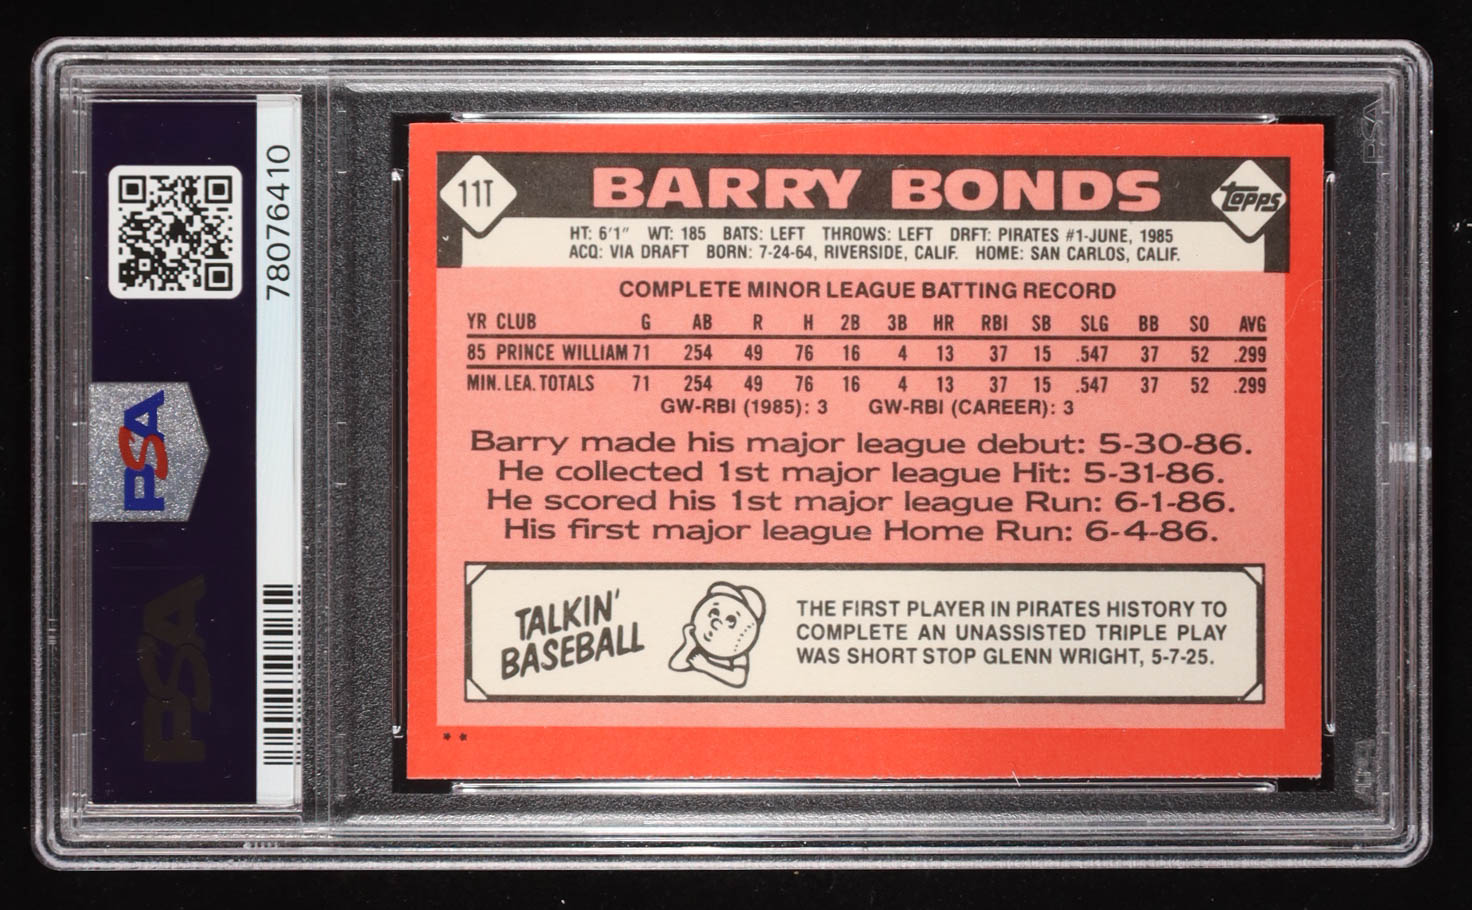 78076410
PSA
PSA
11T
BARRY BONDS
topps
HT: 6'1" WT: 185 BATS: LEFT THROWS: LEFT DRFT: PIRATES #1-JUNE, 1985
ACQ: VIA DRAFT BORN: 7-24-64, RIVERSIDE, CALIF. HOME: SAN CARLOS, CALIF.
COMPLETE MINOR LEAGUE BATTING RECORD
YR CLUB G AB R H 2B 3B HR RBI SB SLG BB SO AVG
85 PRINCE WILLIAM 71 254 49 76 16 4 13 37 15 .547 37 52 .299
MIN. LEA. TOTALS 71 254 49 76 16 4 13 37 15 .547 37 52 .299
GW-RBI (1985): 3 GW-RBI (CAREER): 3
Barry made his major league debut: 5-30-86.
He collected 1st major league Hit: 5-31-86.
He scored his 1st major league Run: 6-1-86.
His first major league Home Run: 6-4-86.
TALKIN'
BASEBALL
THE FIRST PLAYER IN PIRATES HISTORY TO
COMPLETE AN UNASSISTED TRIPLE PLAY
WAS SHORT STOP GLENN WRIGHT, 5-7-25.
**
PSA